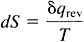 dS = δq_rev / T